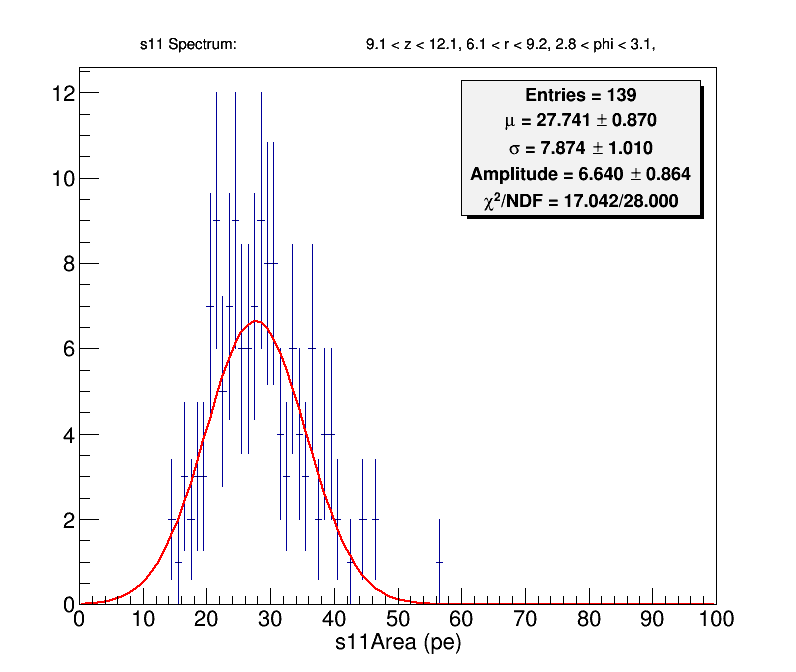 s11 Spectrum: 9.1 < z < 12.1, 6.1 < r < 9.2, 2.8 < phi < 3.1,
Entries = 139
μ = 27.741 ± 0.870
σ = 7.874 ± 1.010
Amplitude = 6.640 ± 0.864
χ²/NDF = 17.042/28.000
12
10
8
6
4
2
0
0 10 20 30 40 50 60 70 80 90 100
s11Area (pe)